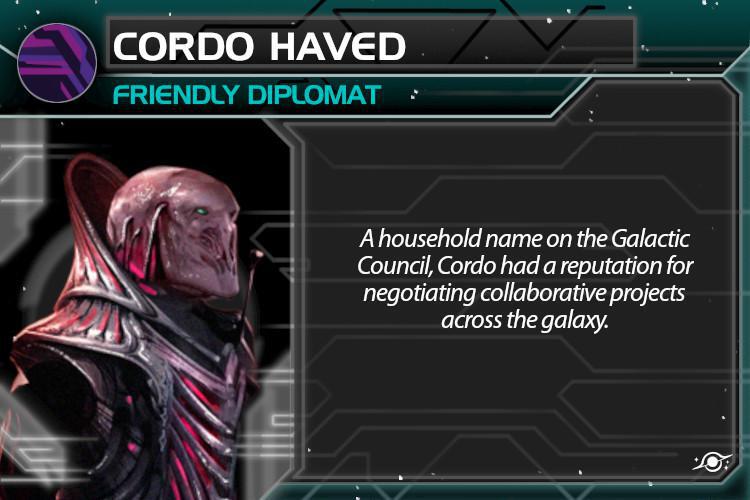 CORDO HAVED
FRIENDLY DIPLOMAT
A household name on the Galactic
Council, Cordo had a reputation for
negotiating collaborative projects
across the galaxy.